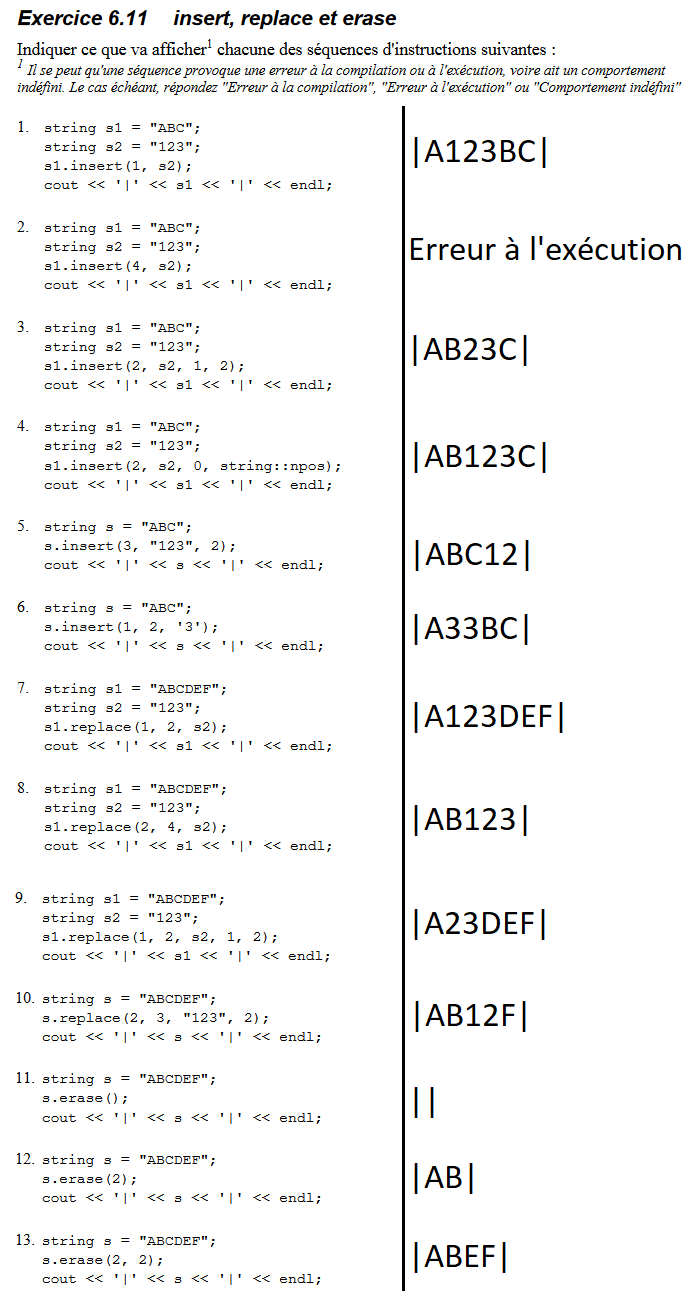 Exercice 6.11 insert, replace et erase
Indiquer ce que va afficher1 chacune des séquences d'instructions suivantes :
1 Il se peut qu'une séquence provoque une erreur à la compilation ou à l'exécution, voire ait un comportement
indéfini. Le cas échéant, répondez "Erreur à la compilation", "Erreur à l'exécution" ou "Comportement indéfini"
1. string s1 = "ABC";
string s2 = "123";
s1.insert(1, s2);
cout << '|' << s1 << '|' << endl;
|A123BC|
2. string s1 = "ABC";
string s2 = "123";
s1.insert(4, s2);
cout << '|' << s1 << '|' << endl;
Erreur à l'exécution
3. string s1 = "ABC";
string s2 = "123";
s1.insert(2, s2, 1, 2);
cout << '|' << s1 << '|' << endl;
|AB23C|
4. string s1 = "ABC";
string s2 = "123";
s1.insert(2, s2, 0, string::npos);
cout << '|' << s1 << '|' << endl;
|AB123C|
5. string s = "ABC";
s.insert(3, "123", 2);
cout << '|' << s << '|' << endl;
|ABC12|
6. string s = "ABC";
s.insert(1, 2, '3');
cout << '|' << s << '|' << endl;
|A33BC|
7. string s1 = "ABCDEF";
string s2 = "123";
s1.replace(1, 2, s2);
cout << '|' << s1 << '|' << endl;
|A123DEF|
8. string s1 = "ABCDEF";
string s2 = "123";
s1.replace(2, 4, s2);
cout << '|' << s1 << '|' << endl;
|AB123|
9. string s1 = "ABCDEF";
string s2 = "123";
s1.replace(1, 2, s2, 1, 2);
cout << '|' << s1 << '|' << endl;
|A23DEF|
10. string s = "ABCDEF";
s.replace(2, 3, "123", 2);
cout << '|' << s << '|' << endl;
|AB12F|
11. string s = "ABCDEF";
s.erase();
cout << '|' << s << '|' << endl;
||
12. string s = "ABCDEF";
s.erase(2);
cout << '|' << s << '|' << endl;
|AB|
13. string s = "ABCDEF";
s.erase(2, 2);
cout << '|' << s << '|' << endl;
|ABEF|